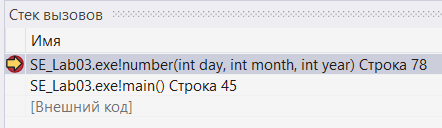 Стек вызовов
Имя
SE_Lab03.exe!number(int day, int month, int year) Строка 78
SE_Lab03.exe!main() Строка 45
[Внешний код]